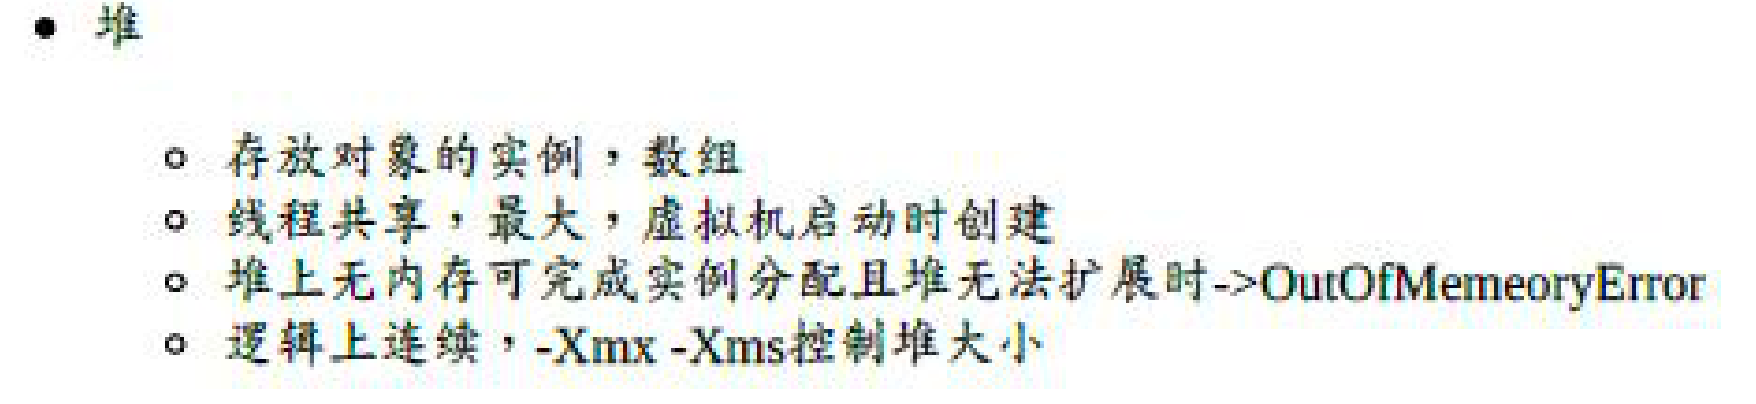 • 堆
○ 存放对象的实例，数组
○ 线程共享，最大，虚拟机启动时创建
○ 堆上无内存可完成实例分配且堆无法扩展时->OutOfMemeoryError
○ 逻辑上连续，-Xmx -Xms控制堆大小